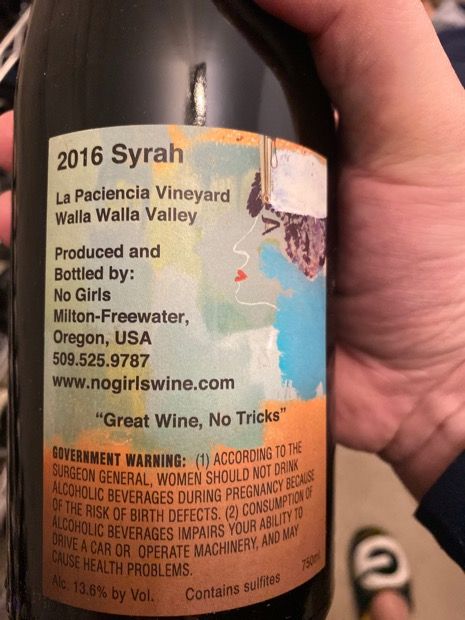 2016 Syrah
La Paciencia Vineyard
Walla Walla Valley
Produced and
Bottled by:
No Girls
Milton-Freewater,
Oregon, USA
509.525.9787
www.nogirlswine.com
“Great Wine, No Tricks”
GOVERNMENT WARNING: (1) ACCORDING TO THE
SURGEON GENERAL, WOMEN SHOULD NOT DRINK
ALCOHOLIC BEVERAGES DURING PREGNANCY BECAUSE
OF THE RISK OF BIRTH DEFECTS. (2) CONSUMPTION OF
ALCOHOLIC BEVERAGES IMPAIRS YOUR ABILITY TO
DRIVE A CAR OR OPERATE MACHINERY, AND MAY
CAUSE HEALTH PROBLEMS.
750ml
Alc. 13.6% by Vol. Contains sulfites
G